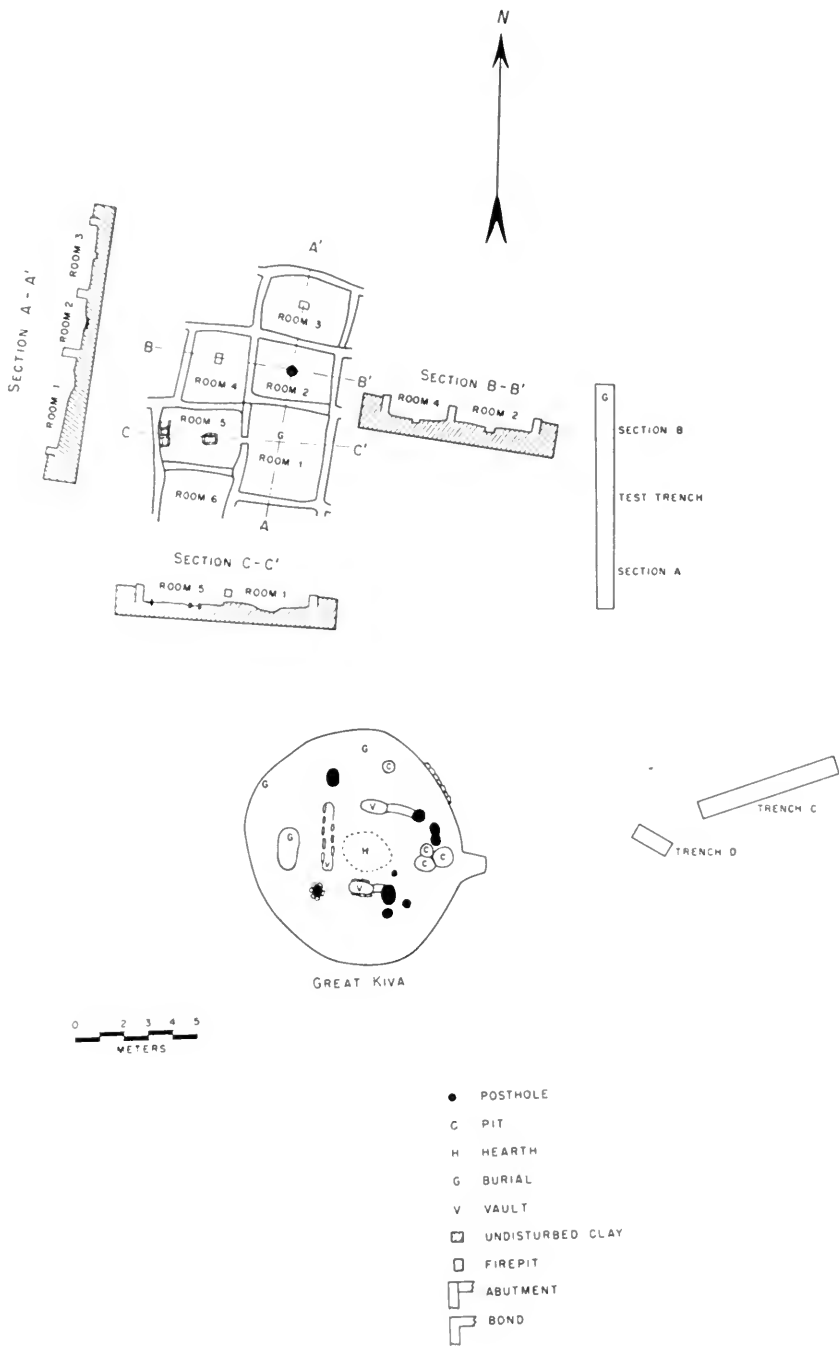 N
A'
SECTION A-A'
ROOM 3
ROOM 2
ROOM 1
ROOM 3
B
ROOM 4
ROOM 2
B'
SECTION B-B'
ROOM 4
ROOM 2
G
SECTION B
TEST TRENCH
SECTION A
C
ROOM 5
G
C'
ROOM 1
ROOM 6
A
SECTION C-C'
ROOM 5
ROOM 1
G
G
C
V
G
V
H
C
C
C
V
TRENCH C
TRENCH D
GREAT KIVA
0 2 3 4 5
METERS
POSTHOLE
C PIT
H HEARTH
G BURIAL
V VAULT
UNDISTURBED CLAY
FIREPIT
ABUTMENT
BOND